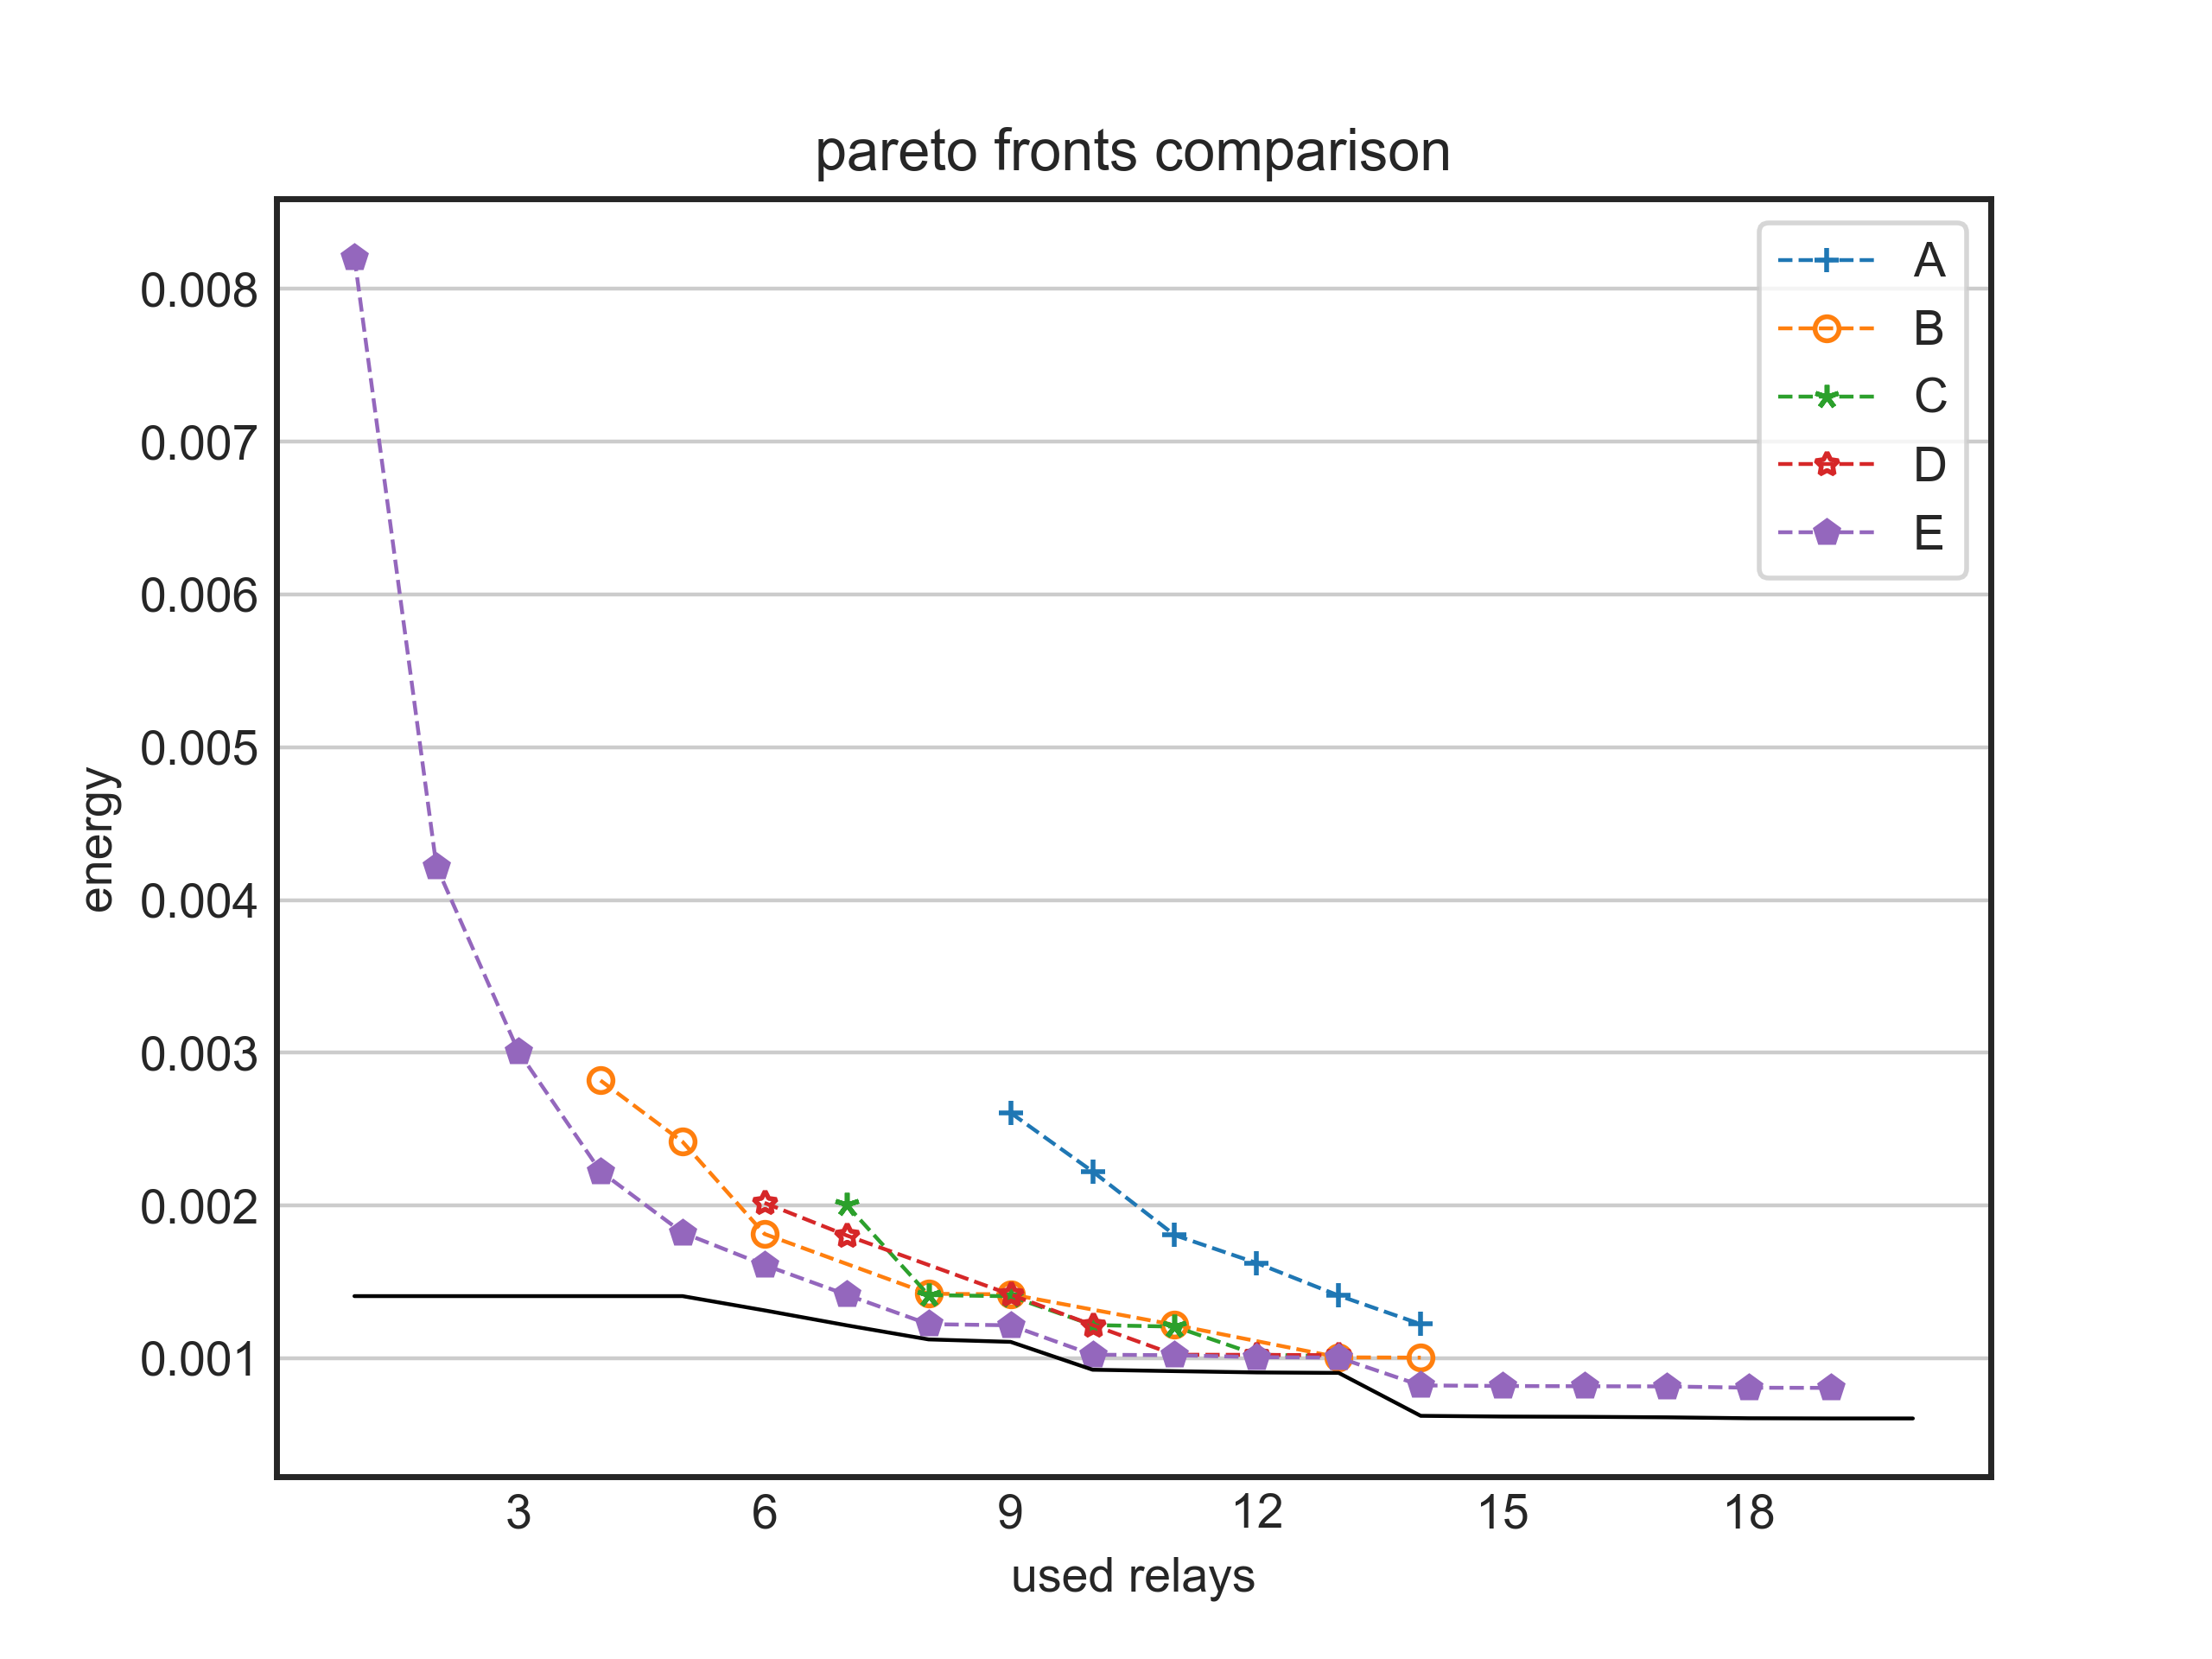 pareto fronts comparison
A
B
C
D
E
0.008
0.007
0.006
0.005
0.004
0.003
0.002
0.001
energy
3 6 9 12 15 18
used relays